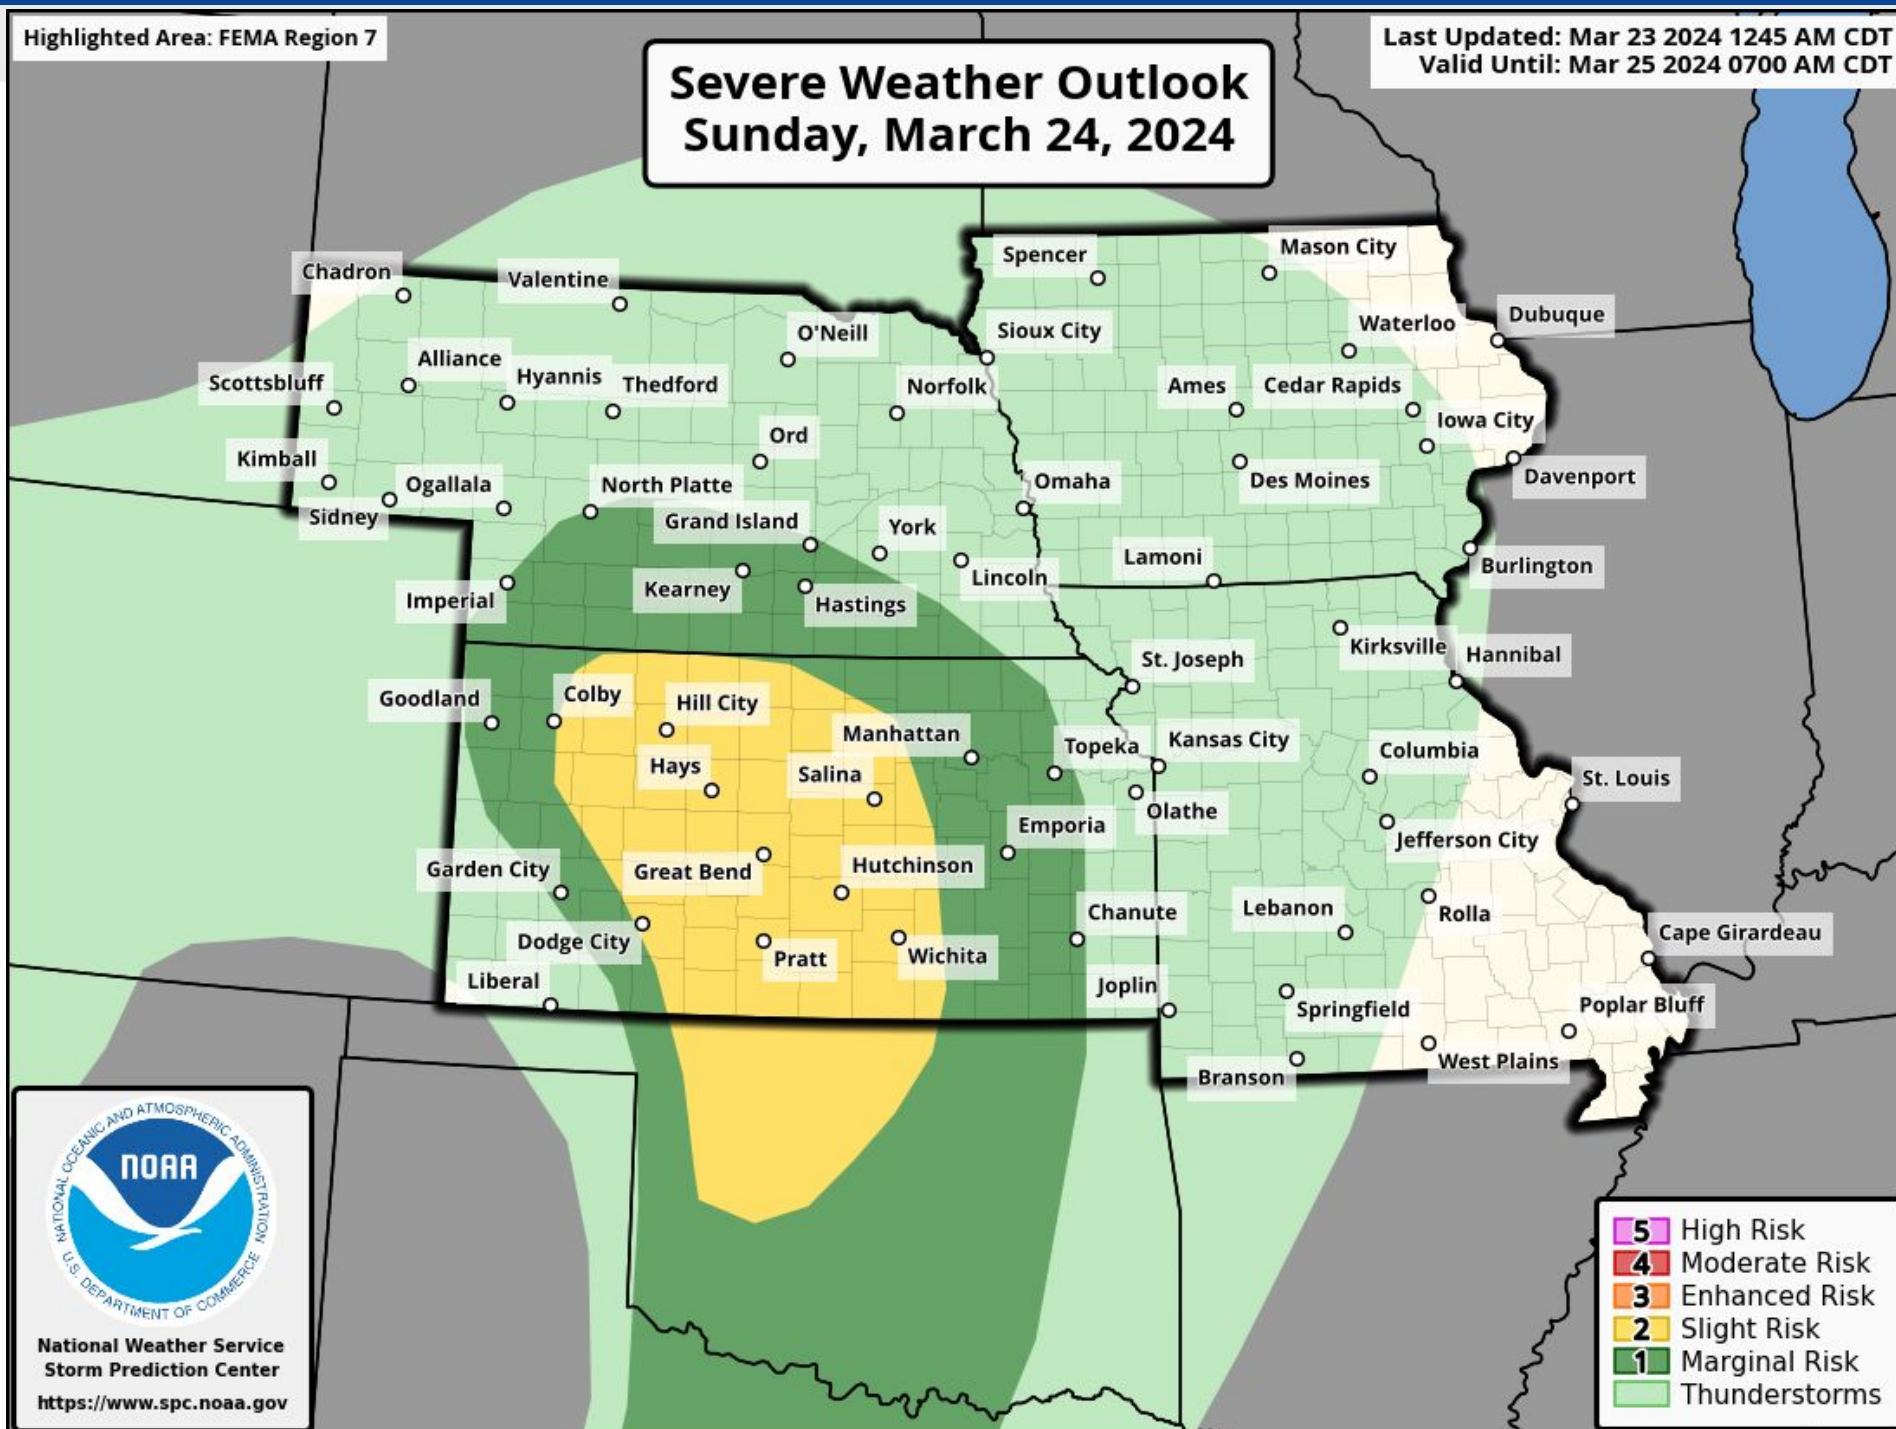 Highlighted Area: FEMA Region 7
Last Updated: Mar 23 2024 1245 AM CDT
Valid Until: Mar 25 2024 0700 AM CDT
Severe Weather Outlook
Sunday, March 24, 2024
Chadron
Valentine
Spencer
Mason City
O'Neill
Sioux City
Waterloo
Dubuque
Scottsbluff
Alliance
Hyannis
Thedford
Norfolk
Ames
Cedar Rapids
Iowa City
Ord
Kimball
Ogallala
North Platte
Omaha
Des Moines
Davenport
Sidney
Grand Island
York
Lamoni
Burlington
Imperial
Kearney
Hastings
Lincoln
Kirksville
Hannibal
St. Joseph
Goodland
Colby
Hill City
Manhattan
Topeka
Kansas City
Columbia
Hays
Salina
St. Louis
Olathe
Emporia
Jefferson City
Garden City
Great Bend
Hutchinson
Chanute
Lebanon
Rolla
Dodge City
Pratt
Wichita
Cape Girardeau
Liberal
Joplin
Springfield
Poplar Bluff
Branson
West Plains
NATIONAL OCEANIC AND ATMOSPHERIC ADMINISTRATION
NOAA
U.S. DEPARTMENT OF COMMERCE
National Weather Service
Storm Prediction Center
https://www.spc.noaa.gov
5 High Risk
4 Moderate Risk
3 Enhanced Risk
2 Slight Risk
1 Marginal Risk
Thunderstorms